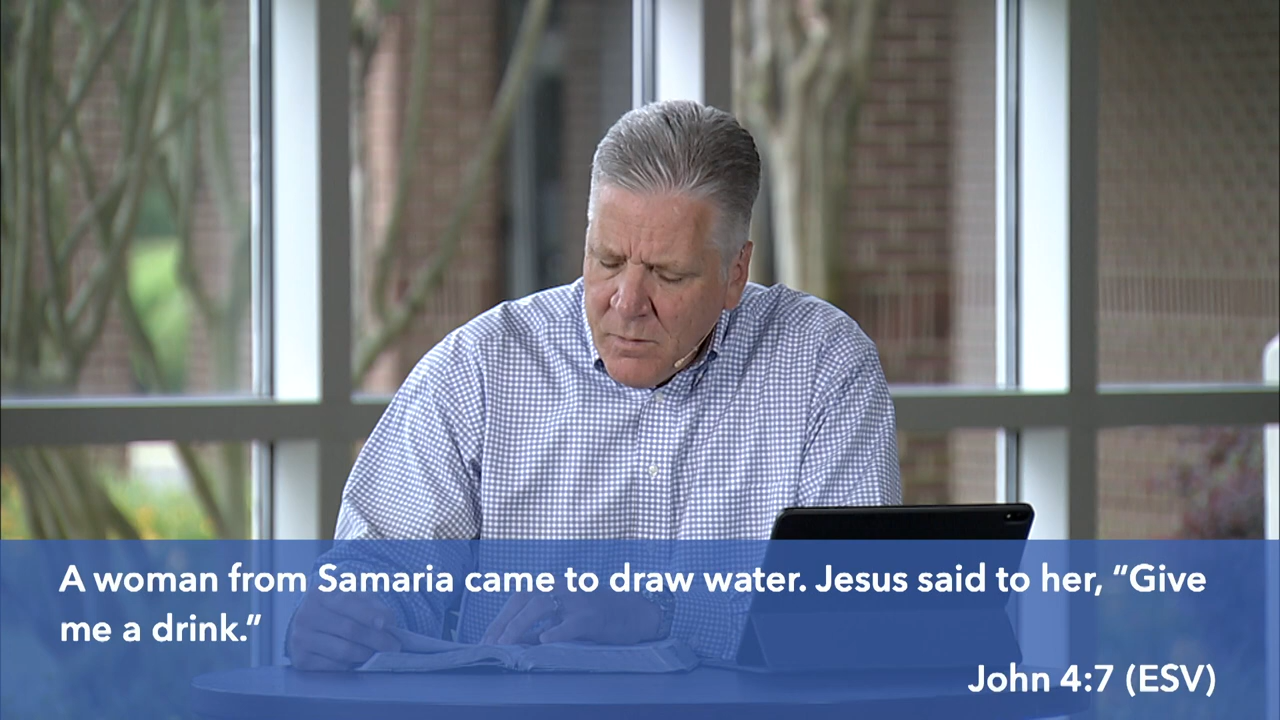 A woman from Samaria came to draw water. Jesus said to her, “Give
me a drink.”
John 4:7 (ESV)